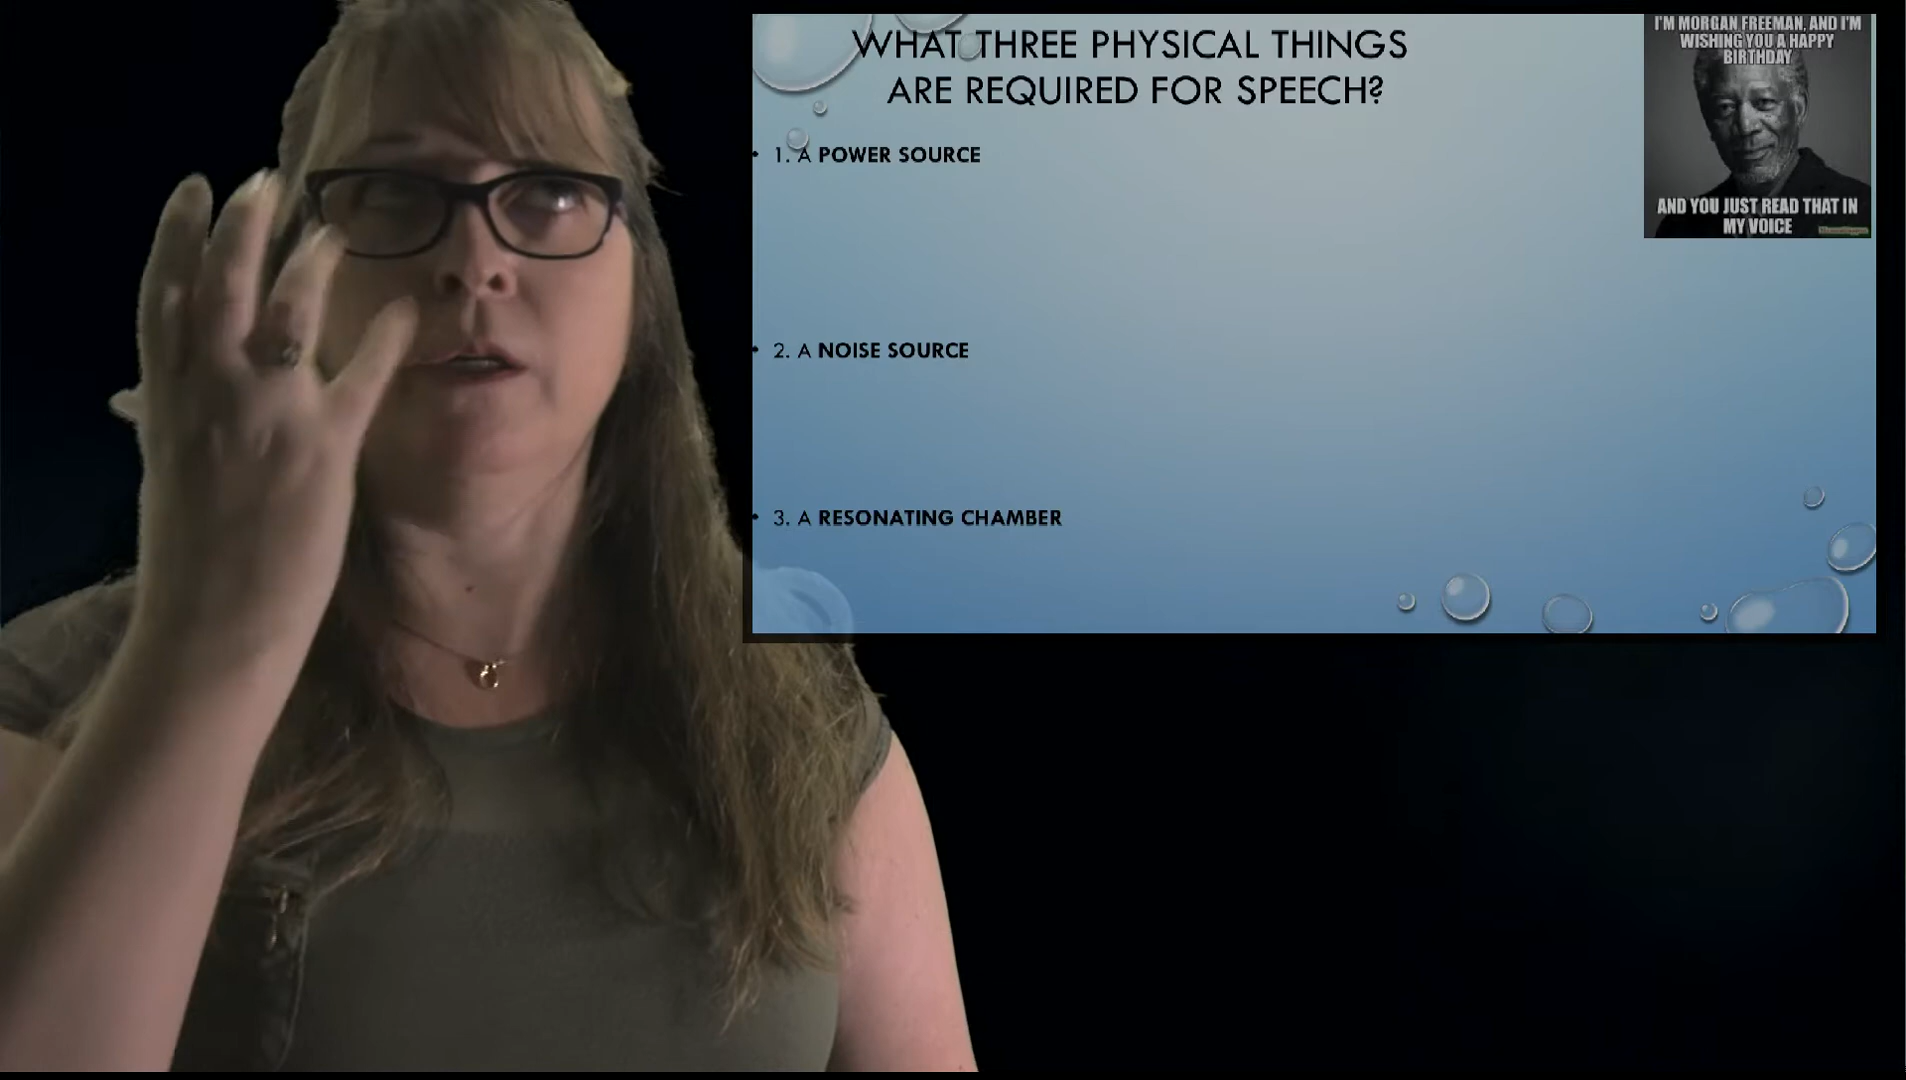 WHAT THREE PHYSICAL THINGS
ARE REQUIRED FOR SPEECH?
• 1. A POWER SOURCE
• 2. A NOISE SOURCE
• 3. A RESONATING CHAMBER
I'M MORGAN FREEMAN, AND I'M
WISHING YOU A HAPPY
BIRTHDAY
AND YOU JUST READ THAT IN
MY VOICE